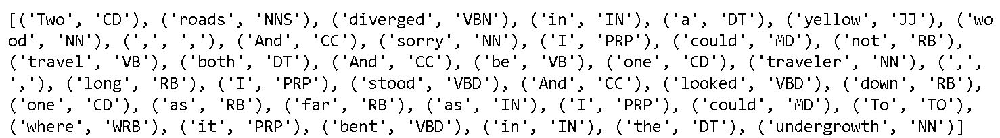 [('Two', 'CD'), ('roads', 'NNS'), ('diverged', 'VBN'), ('in', 'IN'), ('a', 'DT'), ('yellow', 'JJ'), ('wo
od', 'NN'), (',', ','), ('And', 'CC'), ('sorry', 'NN'), ('I', 'PRP'), ('could', 'MD'), ('not', 'RB'),
('travel', 'VB'), ('both', 'DT'), ('And', 'CC'), ('be', 'VB'), ('one', 'CD'), ('traveler', 'NN'), (',',
','), ('long', 'RB'), ('I', 'PRP'), ('stood', 'VBD'), ('And', 'CC'), ('looked', 'VBD'), ('down', 'RB'),
('one', 'CD'), ('as', 'RB'), ('far', 'RB'), ('as', 'IN'), ('I', 'PRP'), ('could', 'MD'), ('To', 'TO'),
('where', 'WRB'), ('it', 'PRP'), ('bent', 'VBD'), ('in', 'IN'), ('the', 'DT'), ('undergrowth', 'NN')]